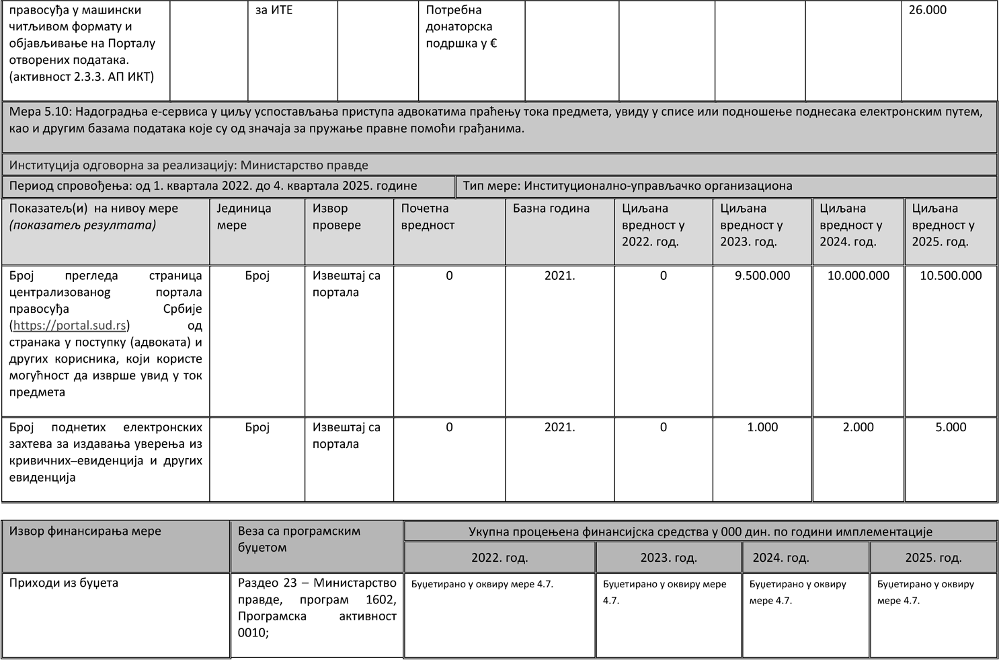 правосуђа у машински
читљивом формату и
објављивање на Порталу
отворених података.
(активност 2.3.3. АП ИКТ)
за ИТЕ
Потребна
донаторска
подршка у €
26.000
Мера 5.10: Надоградња е-сервиса у циљу успостављања приступа адвокатима праћењу тока предмета, увиду у списе или подношење поднесака електронским путем,
као и другим базама података које су од значаја за пружање правне помоћи грађанима.
Институција одговорна за реализацију: Министарство правде
Период спровођења: од 1. квартала 2022. до 4. квартала 2025. године
Тип мере: Институционално-управљачко организациона
Показатељ(и) на нивоу мере
(показатељ резултата)
Јединица
мере
Извор
провере
Почетна
вредност
Базна година
Циљана
вредност у
2022. год.
Циљана
вредност у
2023. год.
Циљана
вредност у
2024. год.
Циљана
вредност у
2025. год.
Број прегледа страница
централизованog портала
правосуђа Србије
(https://portal.sud.rs) од
странака у поступку (адвоката) и
других корисника, који користе
могућност да изврше увид у ток
предмета
Број
Извештај са
портала
0
2021.
0
9.500.000
10.000.000
10.500.000
Број поднетих електронских
захтева за издавања уверења из
кривичних–евиденција и других
евиденција
Број
Извештај са
портала
0
2021.
0
1.000
2.000
5.000
Извор финансирања мере
Веза са програмским
буџетом
Укупна процењена финансијска средства у 000 дин. по години имплементације
2022. год.
2023. год.
2024. год.
2025. год.
Приходи из буџета
Раздео 23 – Министарство
правде, програм 1602,
Програмска активност
0010;
Буџетирано у оквиру мере 4.7.
Буџетирано у оквиру мере
4.7.
Буџетирано у оквиру
мере 4.7.
Буџетирано у оквиру
мере 4.7.